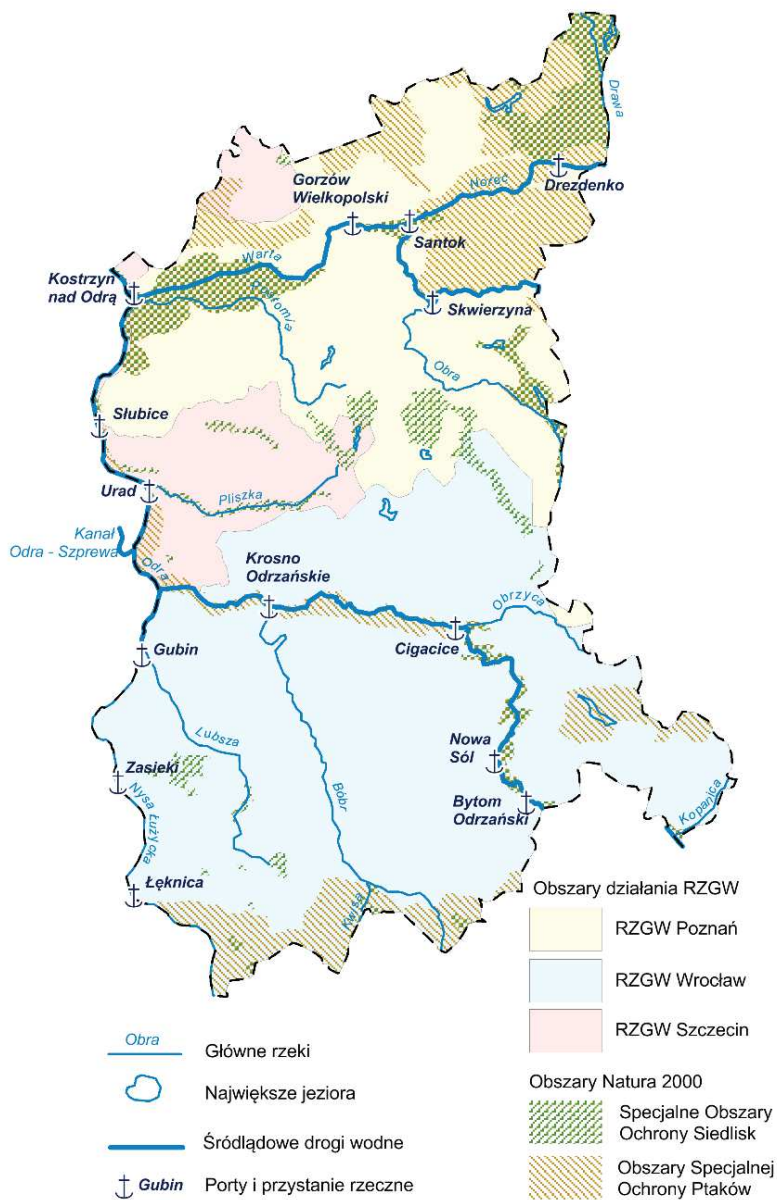 Drawa
Gorzów
Wielkopolski
Noteć
Drezdenko
Santok
Warta
Kostrzyn
nad Odrą
Postomia
Skwierzyna
Obra
Słubice
Urad
Pliszka
Kanał
Odra - Szprewa
Odra
Krosno
Odrzańskie
Obrzyca
Cigacice
Gubin
Lubsza
Nowa
Sól
Zasieki
Bóbr
Bytom
Odrzański
Kopanica
Nysa Łużycka
Łęknica
Kwisa
Obszary działania RZGW
RZGW Poznań
RZGW Wrocław
RZGW Szczecin
Obra
Główne rzeki
Największe jeziora
Śródlądowe drogi wodne
Gubin
Porty i przystanie rzeczne
Obszary Natura 2000
Specjalne Obszary
Ochrony Siedlisk
Obszary Specjalnej
Ochrony Ptaków